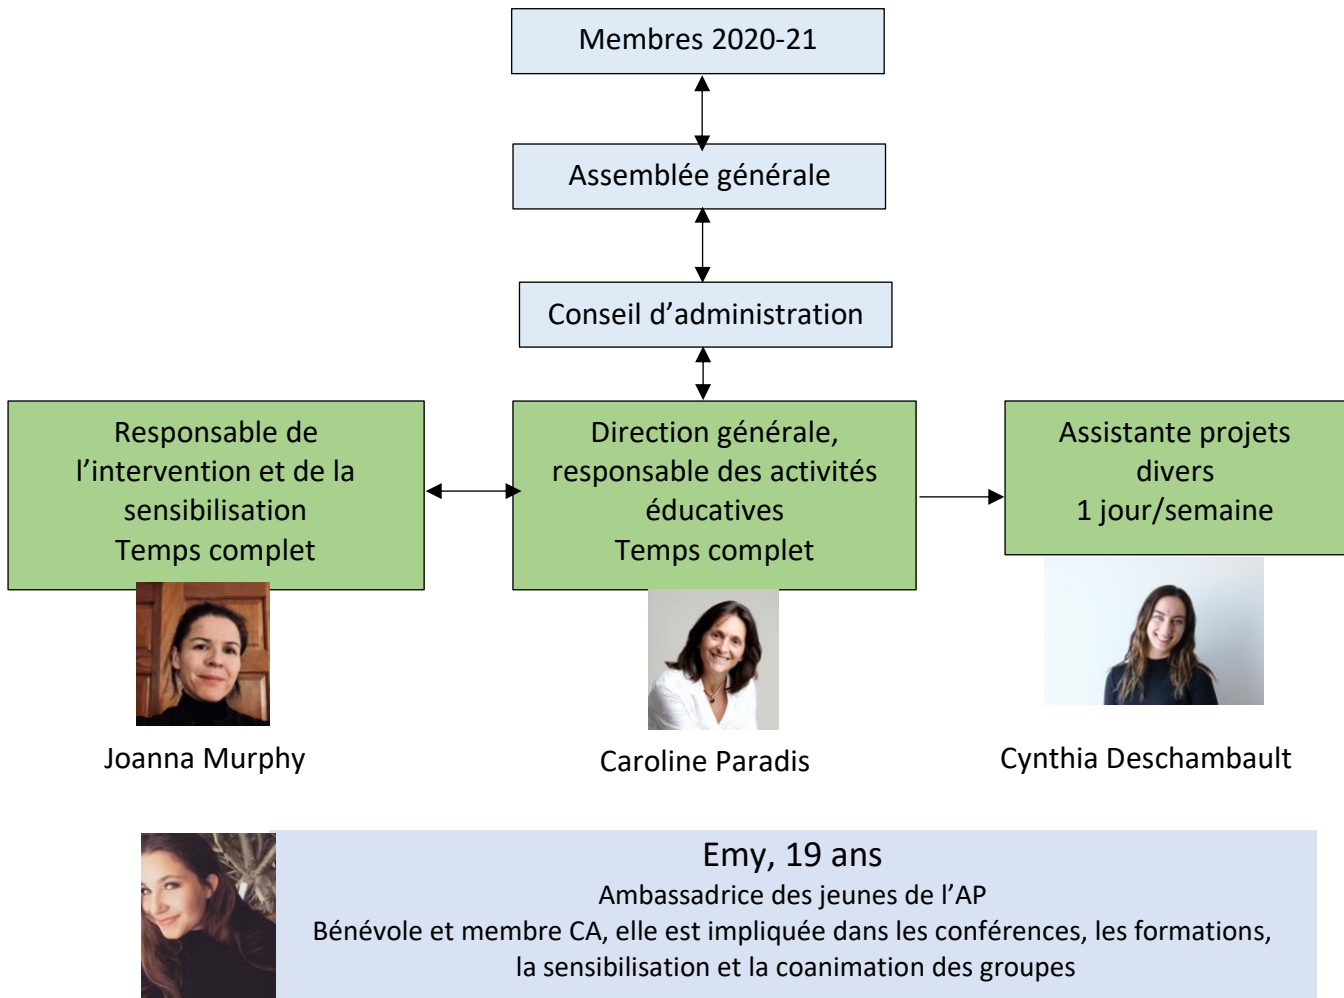 Membres 2020-21
Assemblée générale
Conseil d’administration
Responsable de
l’intervention et de la
sensibilisation
Temps complet
Direction générale,
responsable des activités
éducatives
Temps complet
Assistante projets
divers
1 jour/semaine
Joanna Murphy
Caroline Paradis
Cynthia Deschambault
Emy, 19 ans
Ambassadrice des jeunes de l’AP
Bénévole et membre CA, elle est impliquée dans les conférences, les formations,
la sensibilisation et la coanimation des groupes